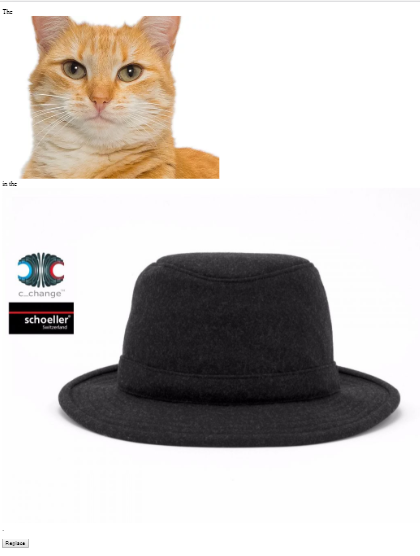 The
in the
c_change™
schoeller®
Switzerland
.
Replace